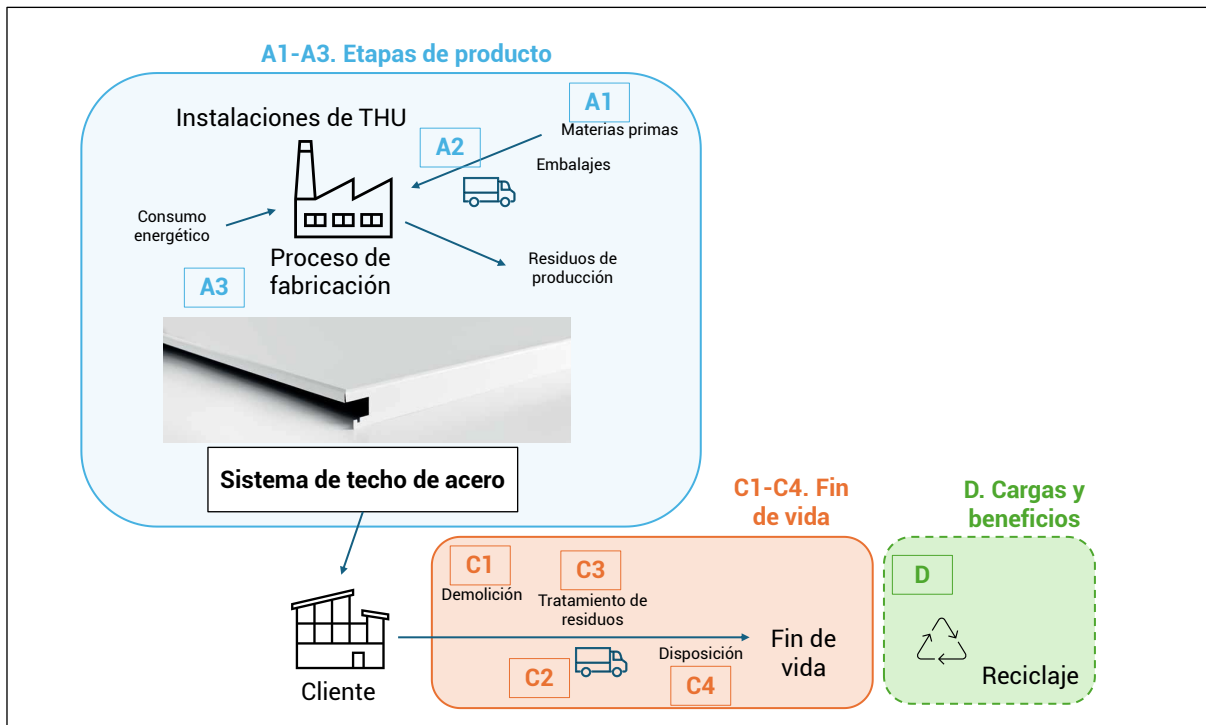 A1-A3. Etapas de producto
Instalaciones de THU
A1
Materias primas
A2
Embalajes
Consumo
energético
Proceso de
fabricación
Residuos de
producción
A3
Sistema de techo de acero
C1-C4. Fin
de vida
D. Cargas y
beneficios
C1
Demolición
C3
Tratamiento de
residuos
D
Fin de
vida
Disposición
C2
C4
Reciclaje
Cliente